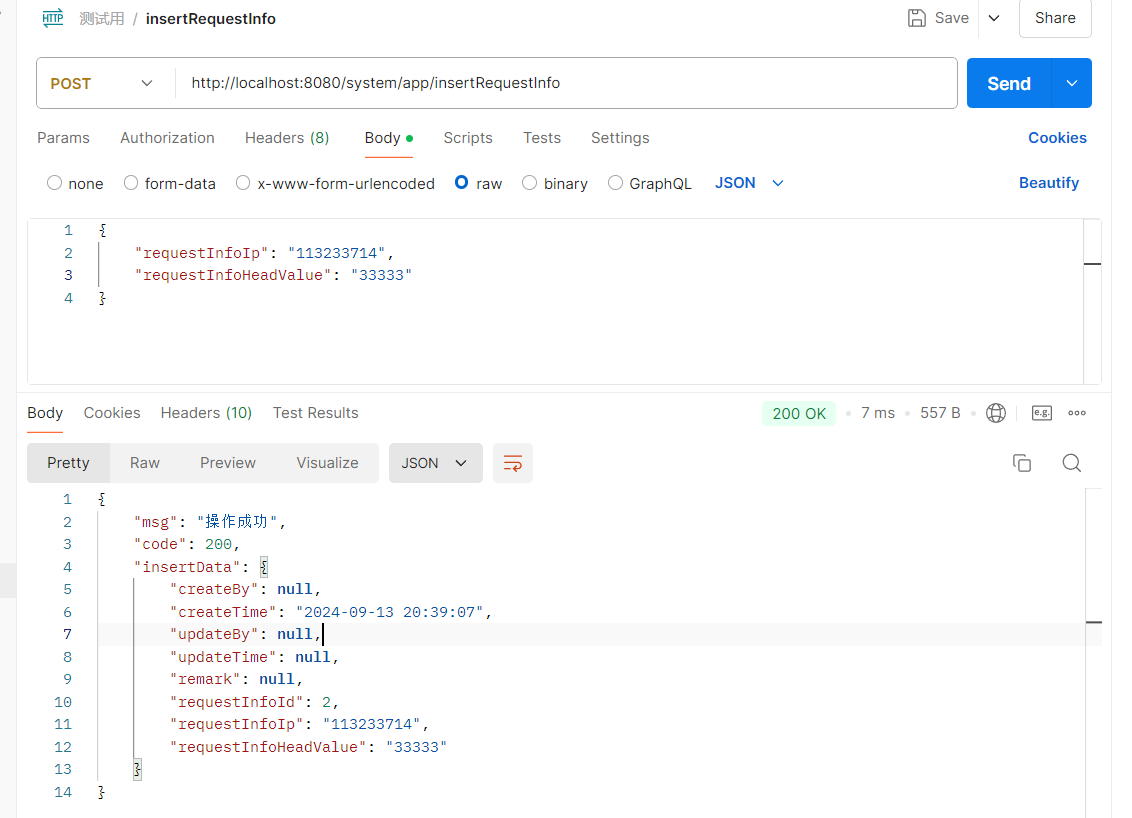 HTTP 测试用 / insertRequestInfo Save Share
POST http://localhost:8080/system/app/insertRequestInfo Send
Params Authorization Headers (8) Body Scripts Tests Settings Cookies
none form-data x-www-form-urlencoded raw binary GraphQL JSON Beautify
1 {
2 "requestInfoIp": "113233714",
3 "requestInfoHeadValue": "33333"
4 }
Body Cookies Headers (10) Test Results 200 OK 7 ms 557 B e.g.
Pretty Raw Preview Visualize JSON
1 {
2 "msg": "操作成功",
3 "code": 200,
4 "insertData": {
5 "createBy": null,
6 "createTime": "2024-09-13 20:39:07",
7 "updateBy": null,
8 "updateTime": null,
9 "remark": null,
10 "requestInfoId": 2,
11 "requestInfoIp": "113233714",
12 "requestInfoHeadValue": "33333"
13 }
14 }